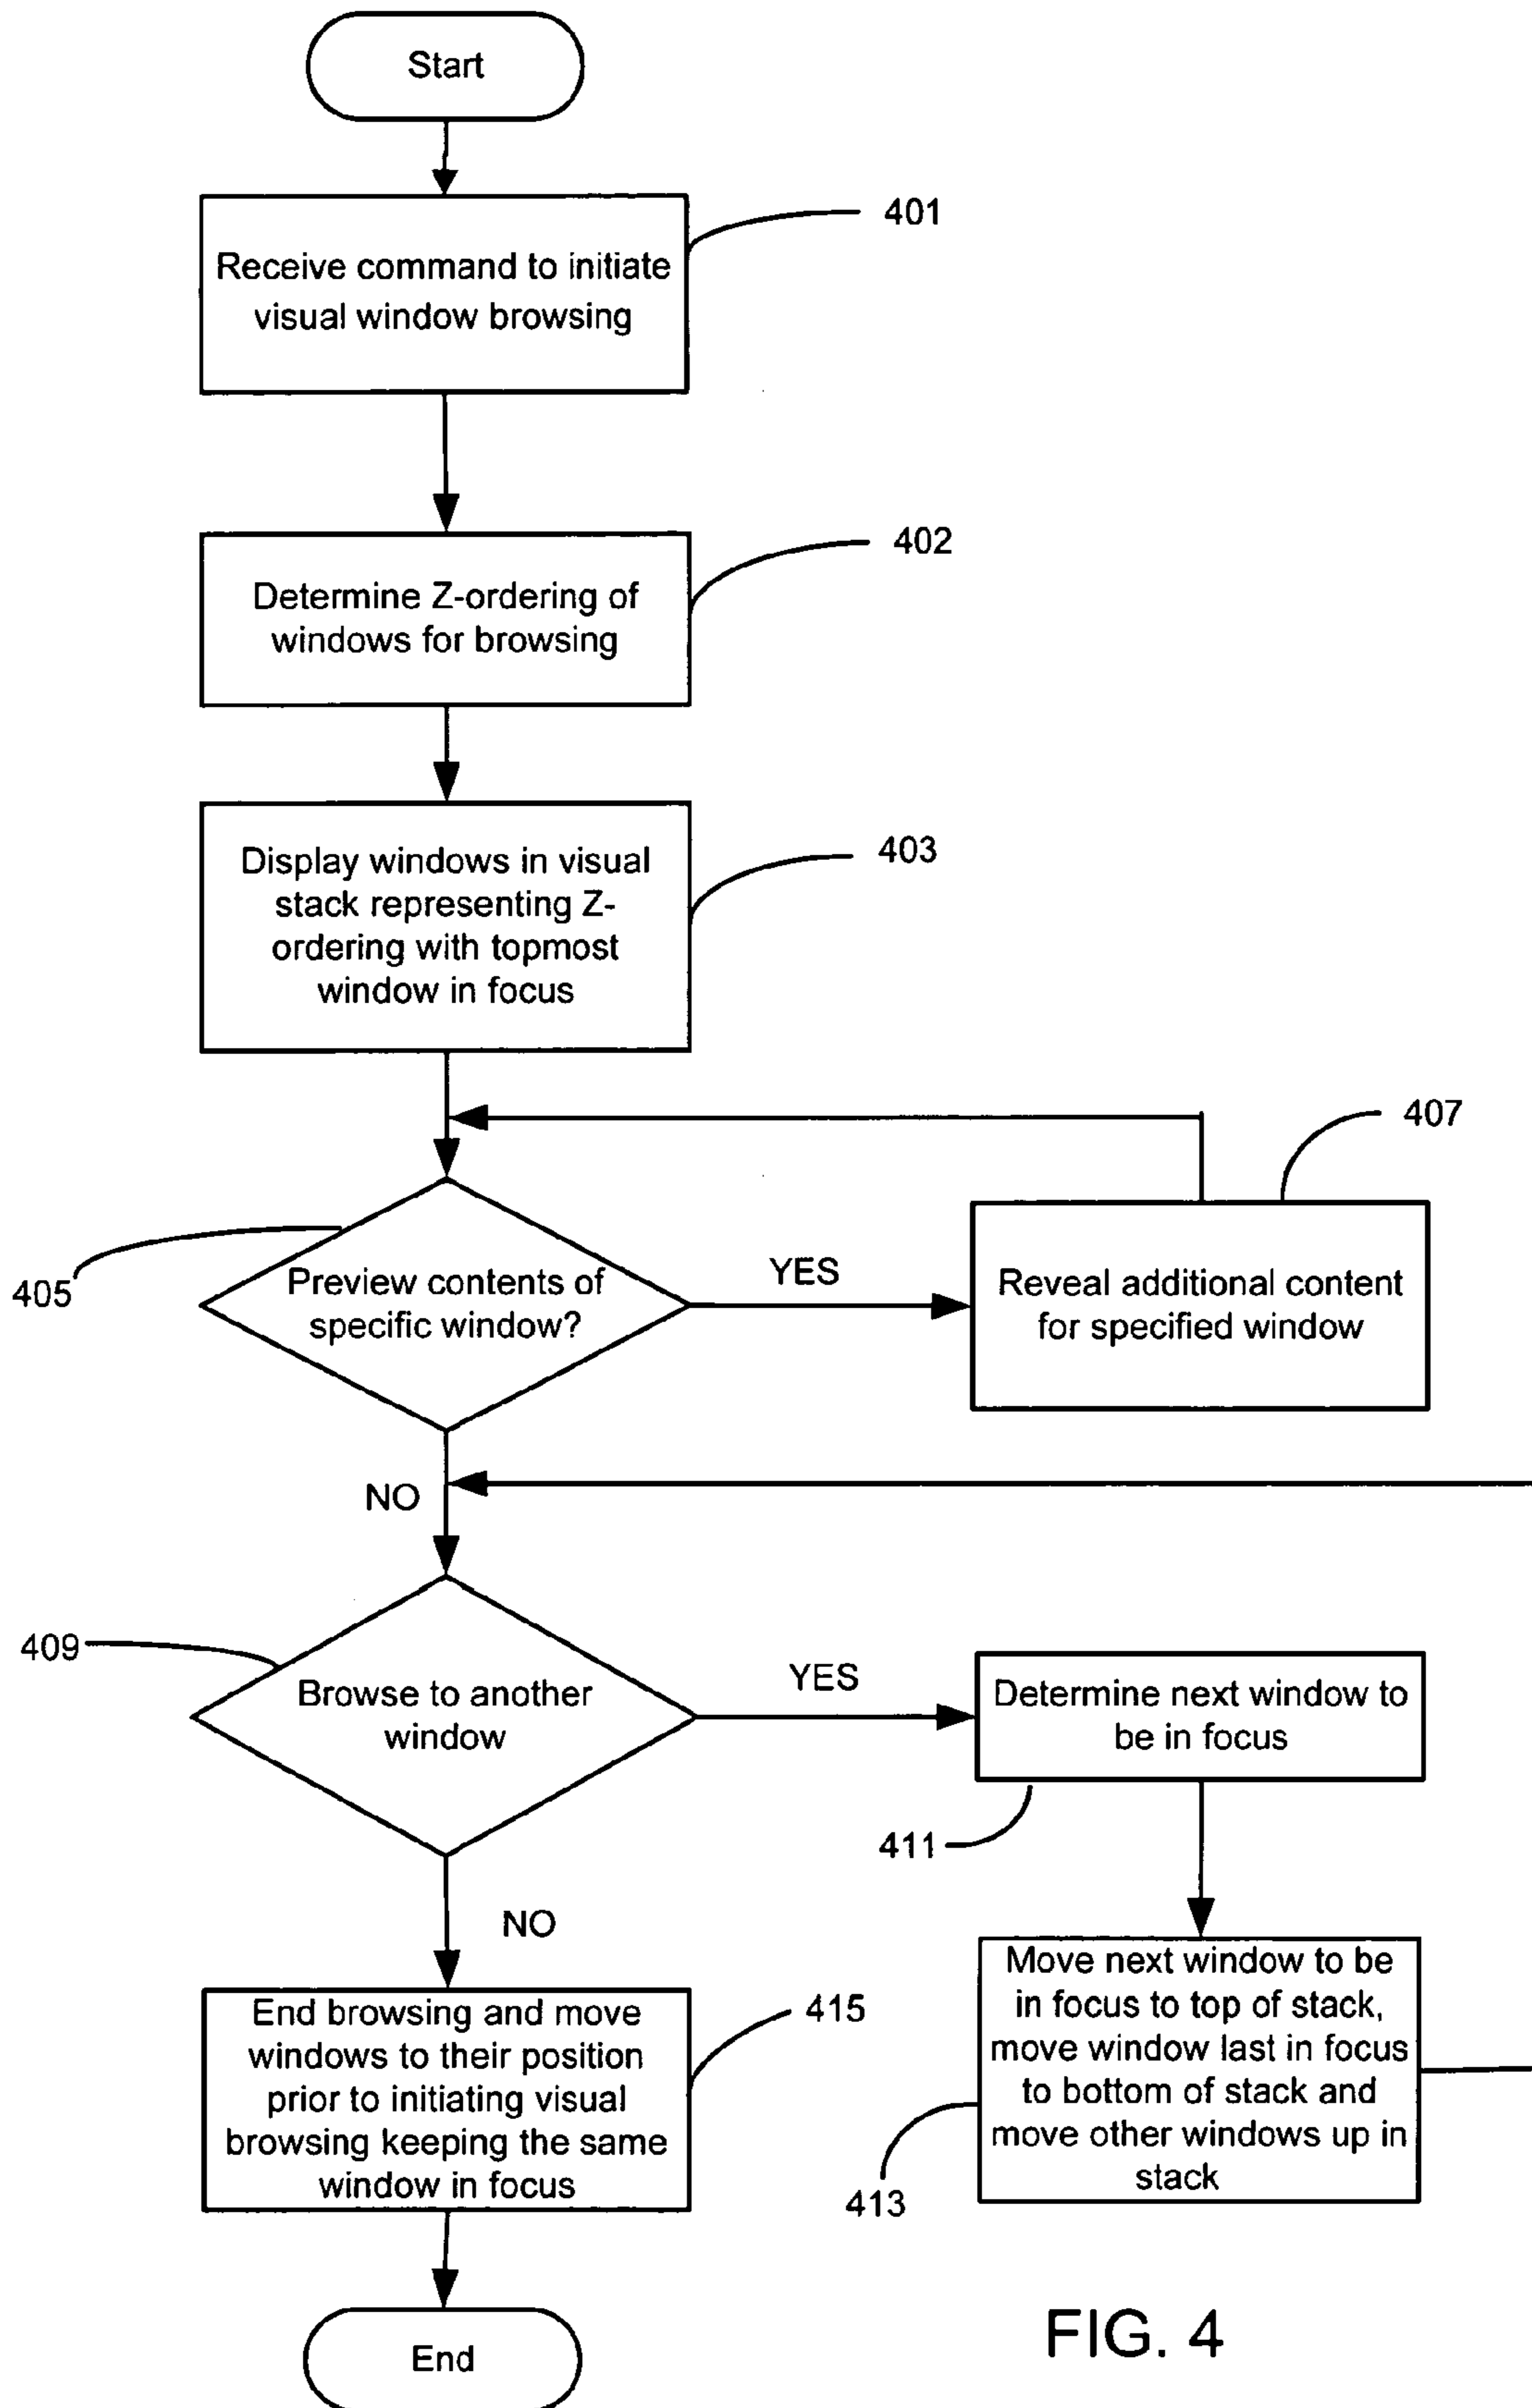 Start
401
Receive command to initiate
visual window browsing
402
Determine Z-ordering of
windows for browsing
403
Display windows in visual
stack representing Z-
ordering with topmost
window in focus
407
405
Preview contents of
specific window?
YES
Reveal additional content
for specified window
NO
409
Browse to another
window
YES
Determine next window to
be in focus
411
NO
Move next window to be
in focus to top of stack,
move window last in focus
to bottom of stack and
move other windows up in
stack
413
End browsing and move
windows to their position
prior to initiating visual
browsing keeping the same
window in focus
415
End
FIG. 4